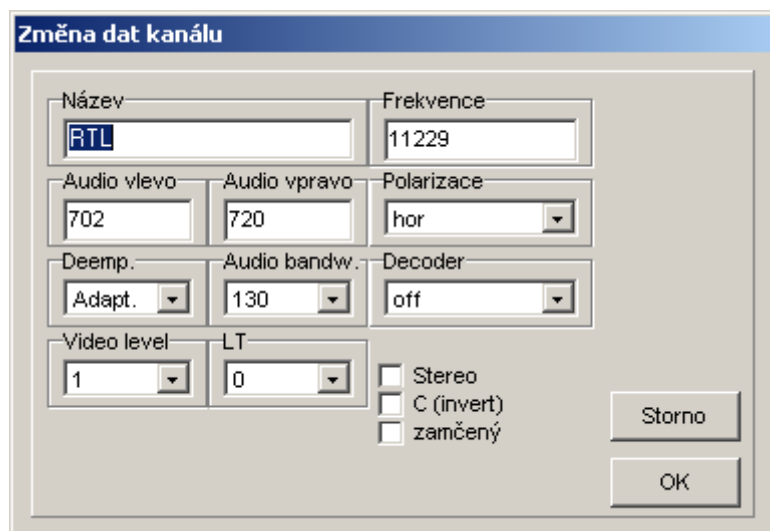 Změna dat kanálu
Název Frekvence
RTL 11229
Audio vlevo Audio vpravo Polarizace
702 720 hor
Deemp. Audio bandw. Decoder
Adapt. 130 off
Video level LT
1 0
Stereo
C (invert)
zamčený
Storno
OK